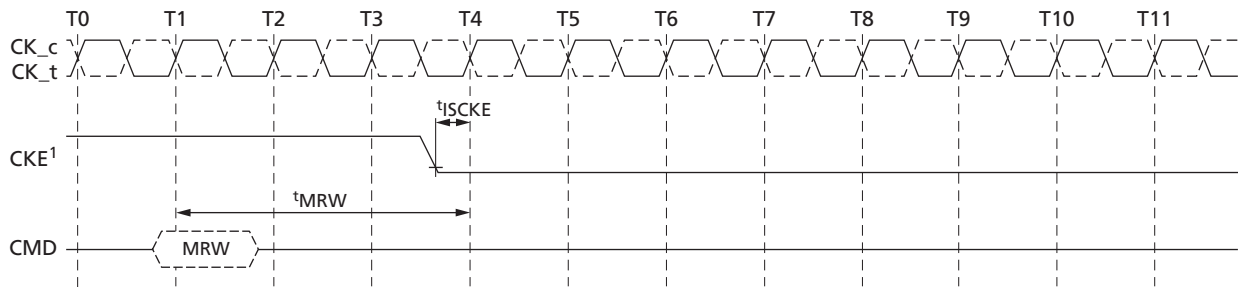 T0 T1 T2 T3 T4 T5 T6 T7 T8 T9 T10 T11
CK_c
CK_t
tISCKE
CKE1
tMRW
CMD MRW